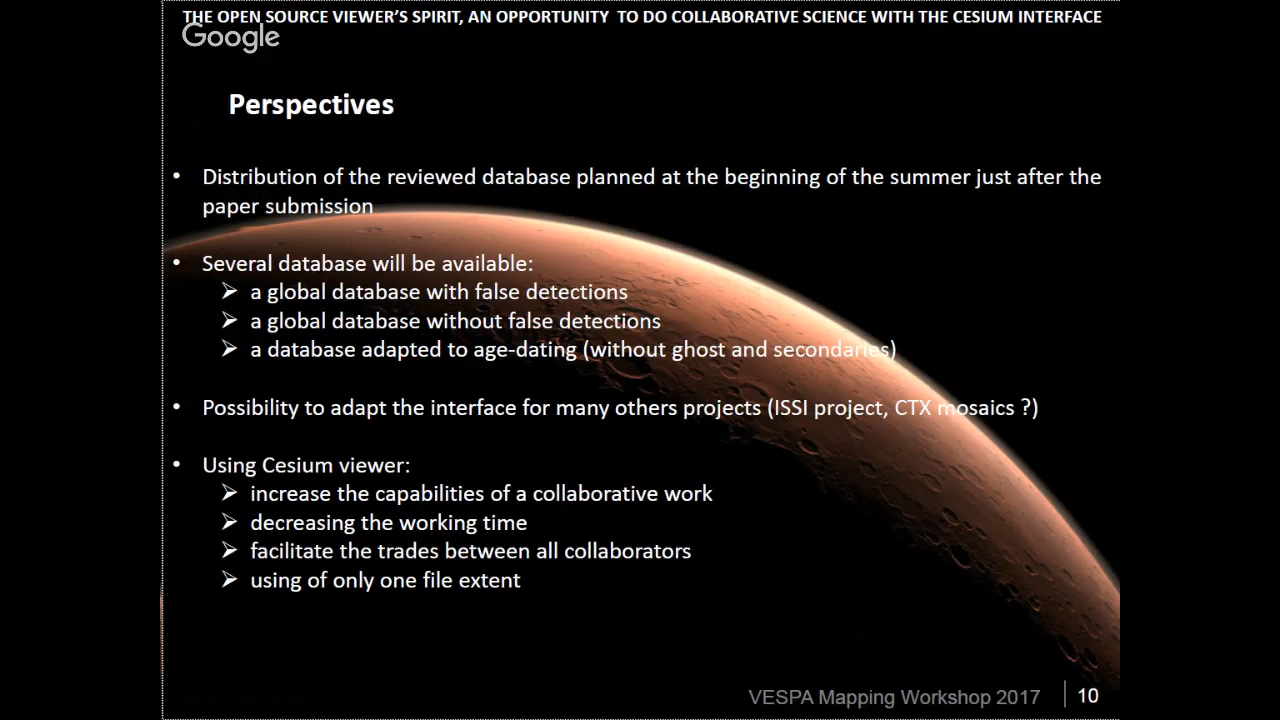 THE OPEN SOURCE VIEWER'S SPIRIT, AN OPPORTUNITY TO DO COLLABORATIVE SCIENCE WITH THE CESIUM INTERFACE
Google
Perspectives
• Distribution of the reviewed database planned at the beginning of the summer just after the
paper submission
• Several database will be available:
➢ a global database with false detections
➢ a global database without false detections
➢ a database adapted to age-dating (without ghost and secondaries)
• Possibility to adapt the interface for many others projects (ISSI project, CTX mosaics ?)
• Using Cesium viewer:
➢ increase the capabilities of a collaborative work
➢ decreasing the working time
➢ facilitate the trades between all collaborators
➢ using of only one file extent
VESPA Mapping Workshop 2017 10